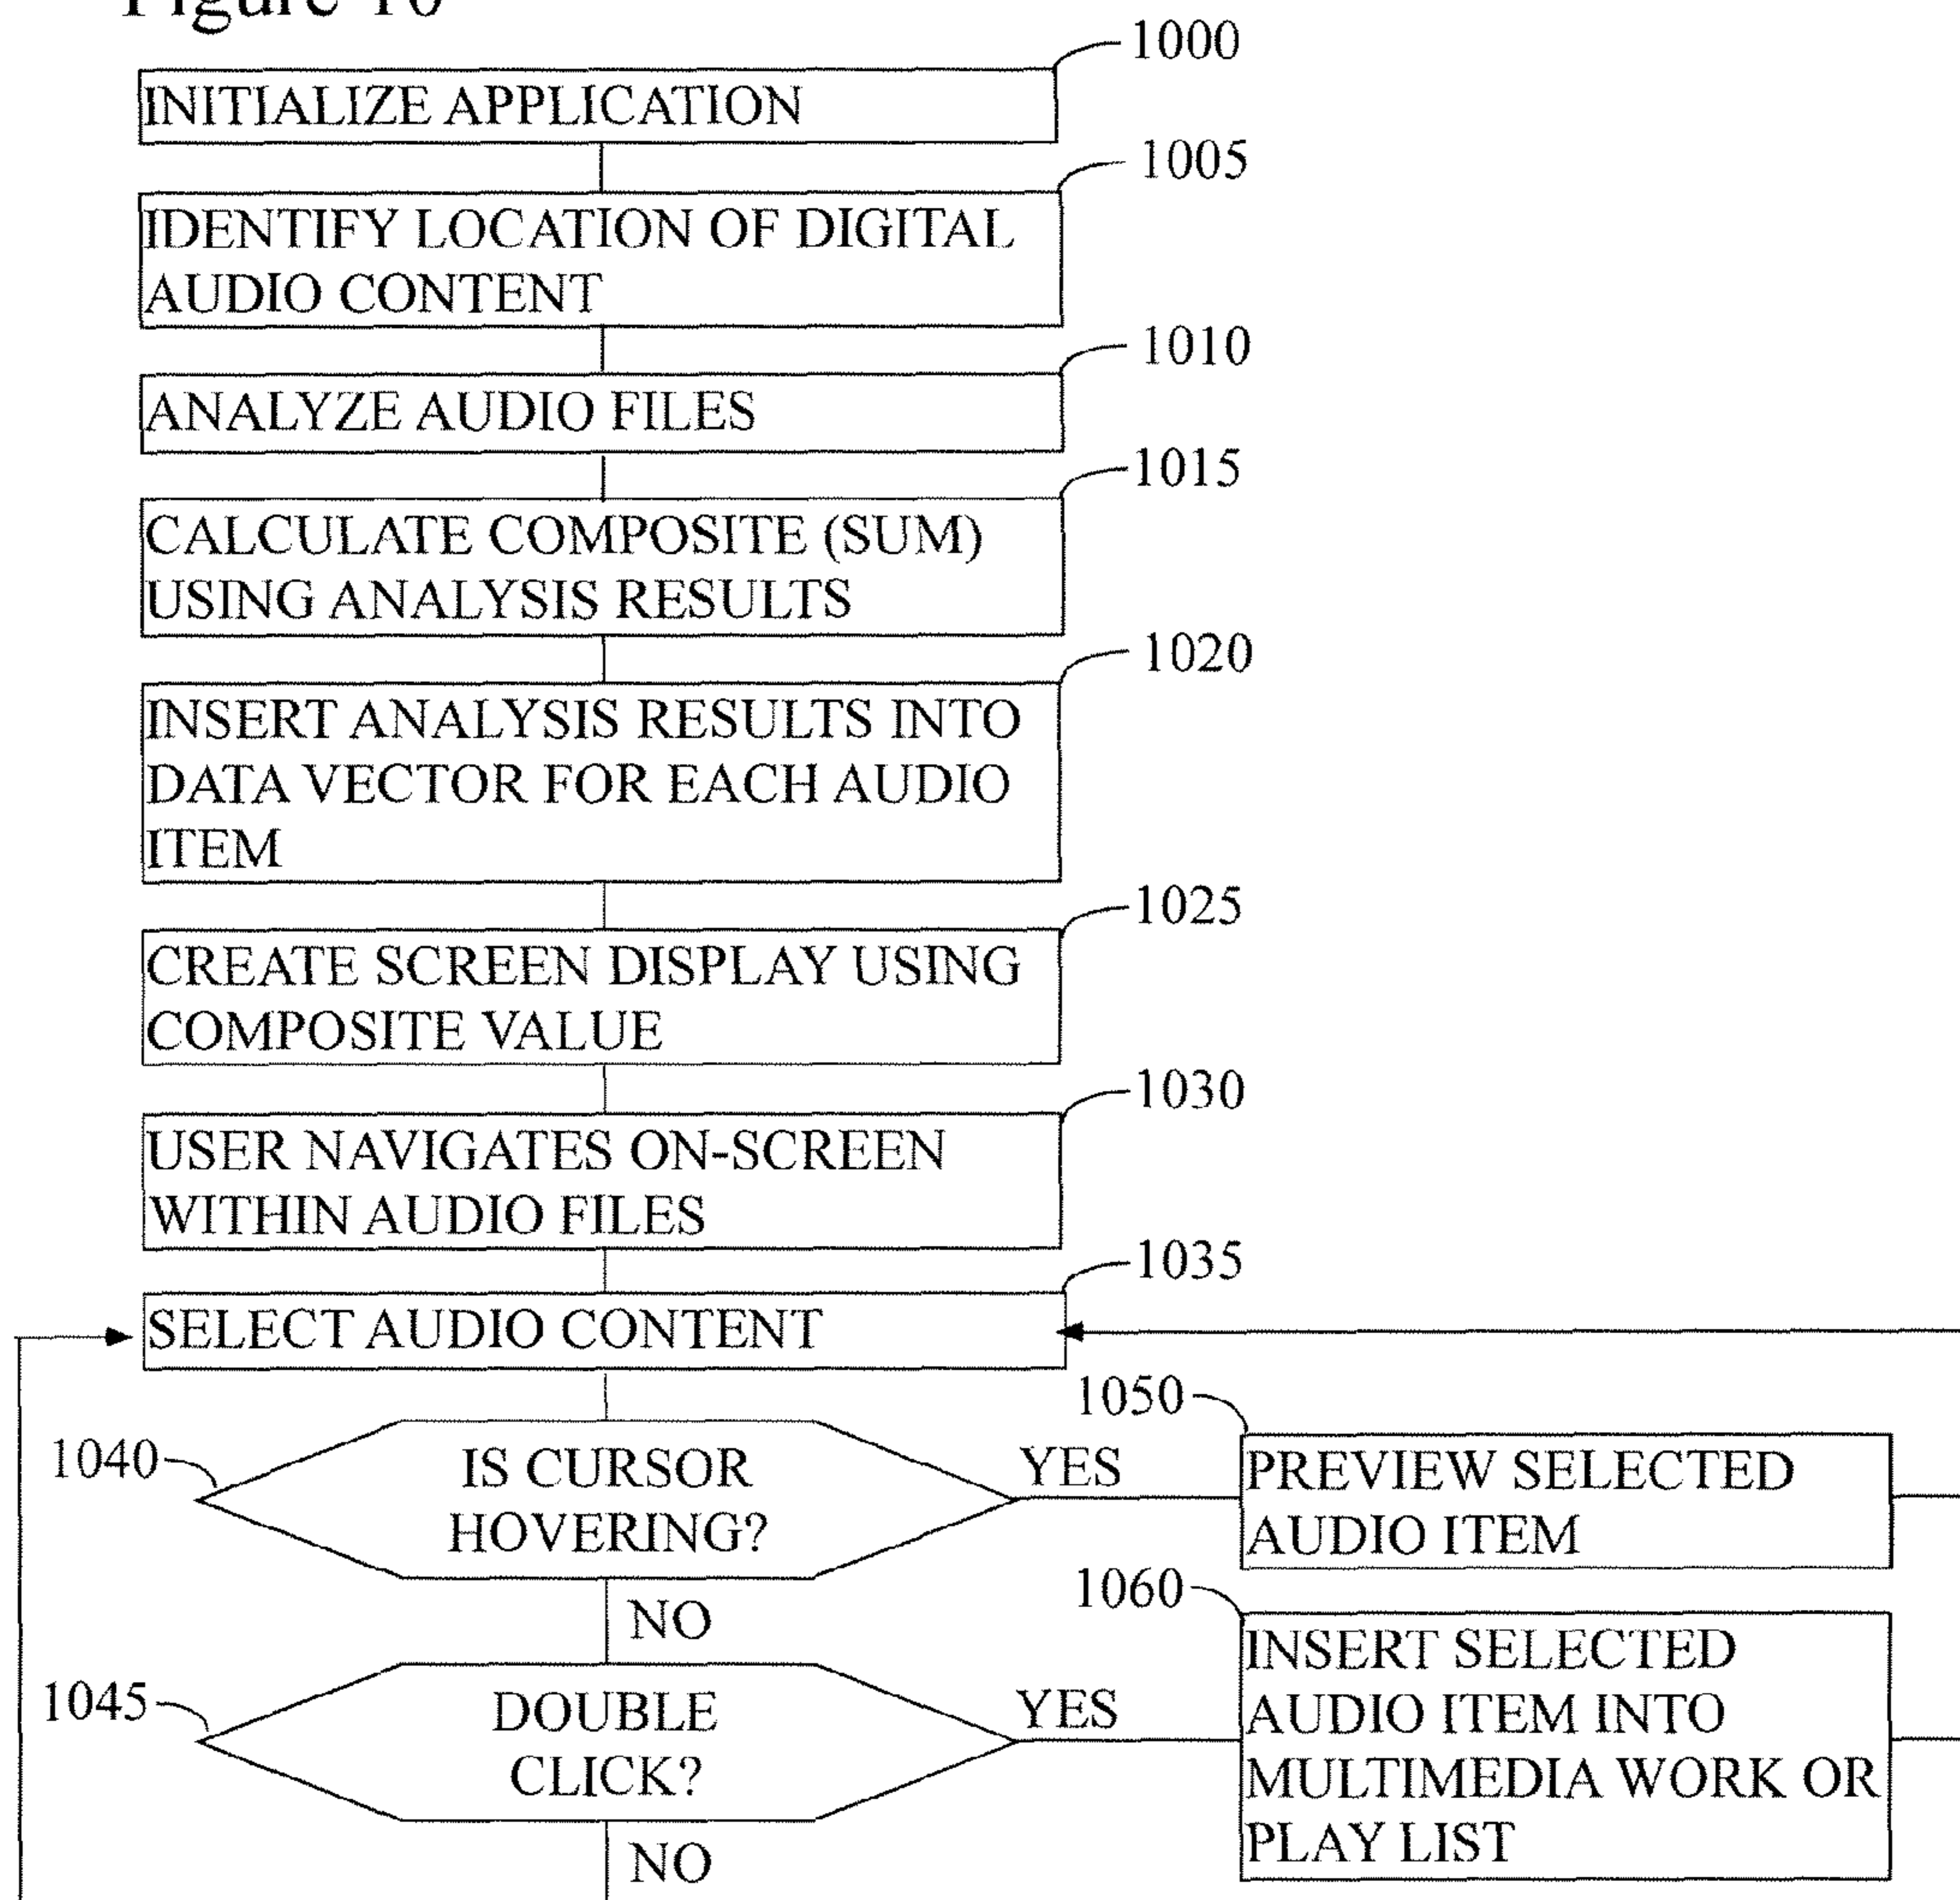 Figure 10
1000
INITIALIZE APPLICATION
1005
IDENTIFY LOCATION OF DIGITAL
AUDIO CONTENT
1010
ANALYZE AUDIO FILES
1015
CALCULATE COMPOSITE (SUM)
USING ANALYSIS RESULTS
1020
INSERT ANALYSIS RESULTS INTO
DATA VECTOR FOR EACH AUDIO
ITEM
1025
CREATE SCREEN DISPLAY USING
COMPOSITE VALUE
1030
USER NAVIGATES ON-SCREEN
WITHIN AUDIO FILES
1035
SELECT AUDIO CONTENT
1040
IS CURSOR
HOVERING?
YES
1050
PREVIEW SELECTED
AUDIO ITEM
NO
1045
DOUBLE
CLICK?
YES
1060
INSERT SELECTED
AUDIO ITEM INTO
MULTIMEDIA WORK OR
PLAY LIST
NO